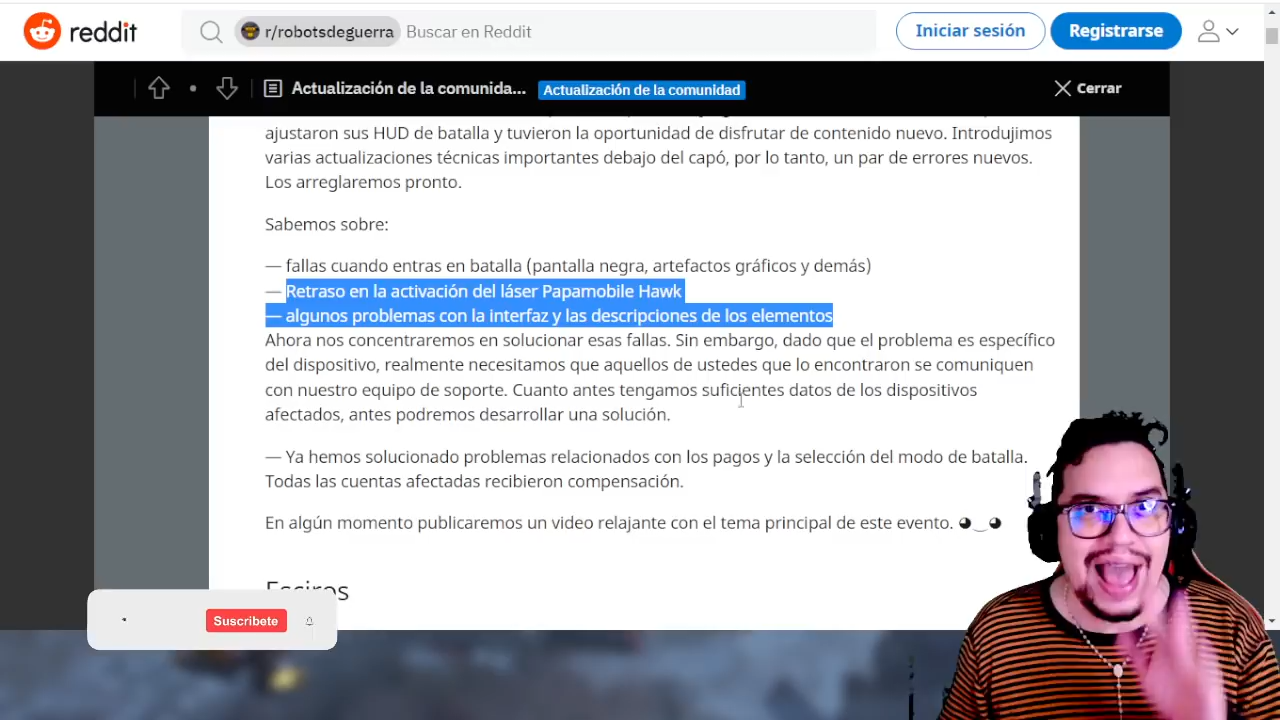 reddit
r/robotsdeguerra
Buscar en Reddit
Iniciar sesión
Registrarse
Actualización de la comunida...
Actualización de la comunidad
Cerrar
ajustaron sus HUD de batalla y tuvieron la oportunidad de disfrutar de contenido nuevo. Introdujimos
varias actualizaciones técnicas importantes debajo del capó, por lo tanto, un par de errores nuevos.
Los arreglaremos pronto.
Sabemos sobre:
— fallas cuando entras en batalla (pantalla negra, artefactos gráficos y demás)
— Retraso en la activación del láser Papamobile Hawk
— algunos problemas con la interfaz y las descripciones de los elementos
Ahora nos concentraremos en solucionar esas fallas. Sin embargo, dado que el problema es específico
del dispositivo, realmente necesitamos que aquellos de ustedes que lo encontraron se comuniquen
con nuestro equipo de soporte. Cuanto antes tengamos suficientes datos de los dispositivos
afectados, antes podremos desarrollar una solución.
— Ya hemos solucionado problemas relacionados con los pagos y la selección del modo de batalla.
Todas las cuentas afectadas recibieron compensación.
En algún momento publicaremos un video relajante con el tema principal de este evento. ◕‿◕
Suscribete